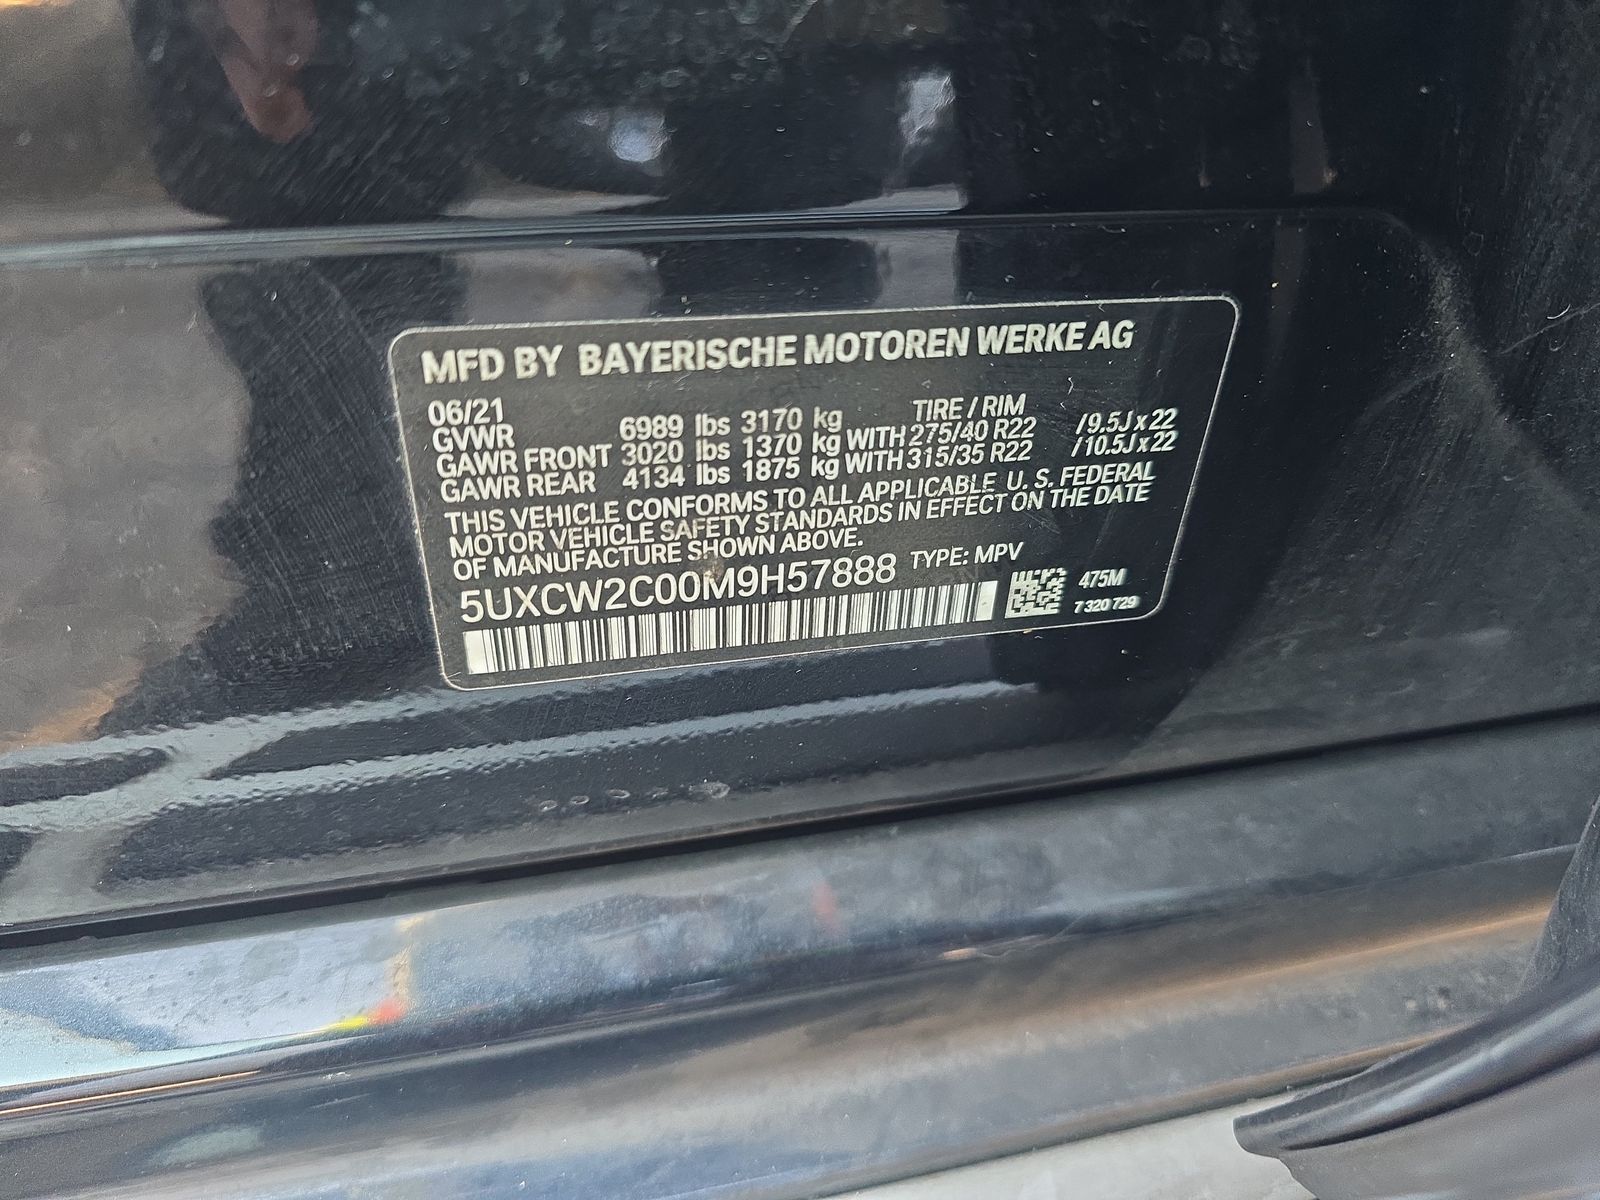 MFD BY BAYERISCHE MOTOREN WERKE AG
06/21 TIRE / RIM
GVWR 6989 lbs 3170 kg
GAWR FRONT 3020 lbs 1370 kg WITH 275/40 R22 /9.5J x 22
GAWR REAR 4134 lbs 1875 kg WITH 315/35 R22 /10.5J x 22
THIS VEHICLE CONFORMS TO ALL APPLICABLE U. S. FEDERAL
MOTOR VEHICLE SAFETY STANDARDS IN EFFECT ON THE DATE
OF MANUFACTURE SHOWN ABOVE.
5UXCW2C00M9H57888 TYPE: MPV
475M
7 320 729